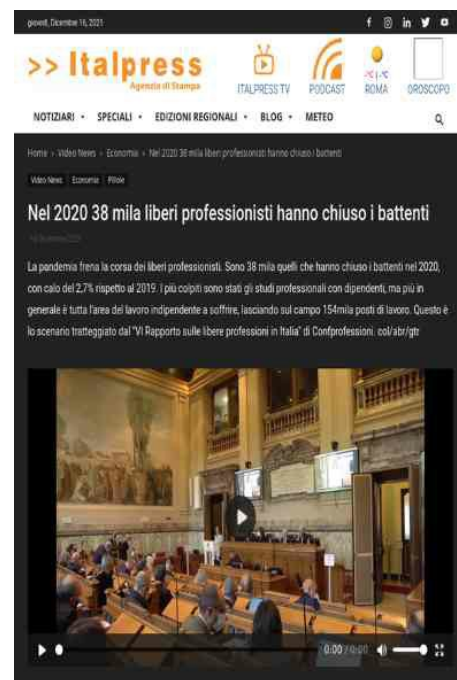 giovedì, Dicembre 16, 2021
>> Italpress
Agenzia di Stampa
ITALPRESS TV
PODCAST
ROMA
OROSCOPO
NOTIZIARI
SPECIALI
EDIZIONI REGIONALI
BLOG
METEO
Home › Video News › Economia › Nel 2020 38 mila liberi professionisti hanno chiuso i battenti
Video News Economia Pillole
Nel 2020 38 mila liberi professionisti hanno chiuso i battenti
La pandemia frena la corsa dei liberi professionisti. Sono 38 mila quelli che hanno chiuso i battenti nel 2020,
con calo del 2,7% rispetto al 2019. I più colpiti sono stati gli studi professionali con dipendenti, ma più in
generale è tutta l'area del lavoro indipendente a soffrire, lasciando sul campo 154mila posti di lavoro. Questo è
lo scenario tratteggiato dal "VI Rapporto sulle libere professioni in Italia" di Confprofessioni. col/abr/gtr
0:00 / 0:00